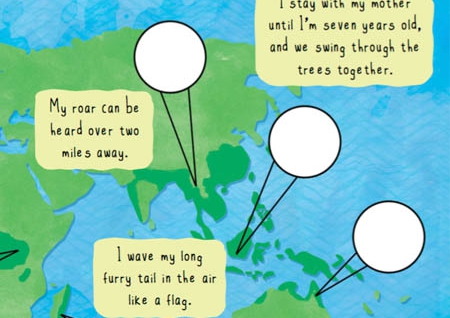 I stay with my mother
until I'm seven years old,
and we swing through the
trees together.
My roar can be
heard over two
miles away.
I wave my long
furry tail in the air
like a flag.